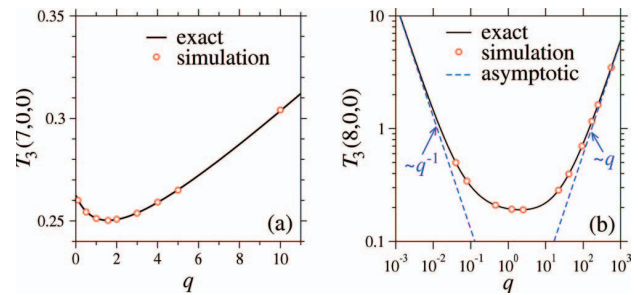 0.35
0.3
0.25
T₃(7,0,0)
exact
simulation
(a)
0 2 4 6 8 10
q
10
1
0.1
T₃(8,0,0)
exact
simulation
asymptotic
~q⁻¹
~q
(b)
10⁻³ 10⁻² 10⁻¹ 10⁰ 10¹ 10² 10³
q